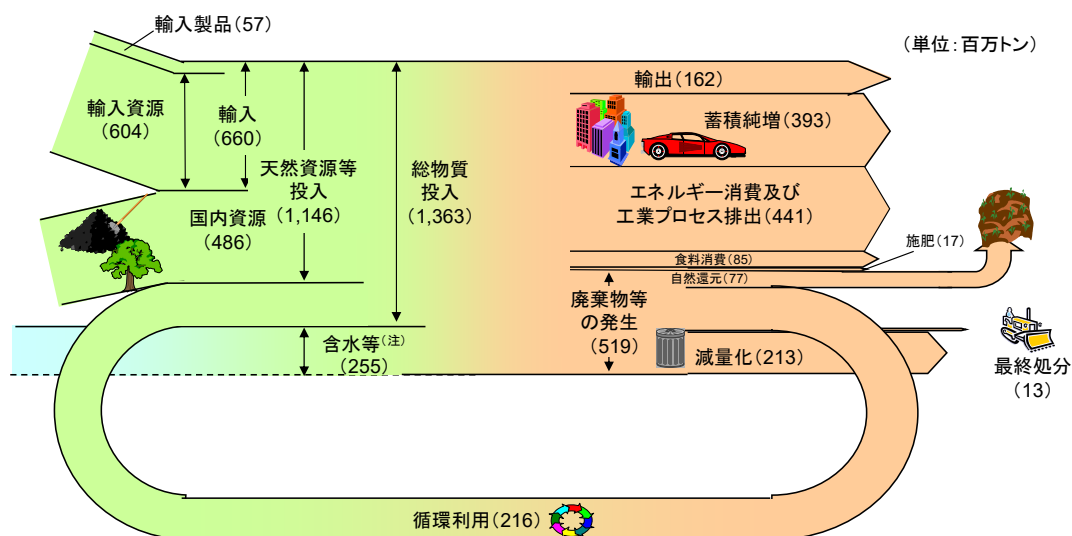 輸入製品(57)
(単位:百万トン)
輸入資源
(604)
輸入
(660)
天然資源等
投入
(1,146)
総物質
投入
(1,363)
国内資源
(486)
含水等(注)
(255)
輸出(162)
蓄積純増(393)
エネルギー消費及び
工業プロセス排出(441)
食料消費(85)
施肥(17)
自然還元(77)
廃棄物等
の発生
(519)
減量化(213)
最終処分
(13)
循環利用(216)